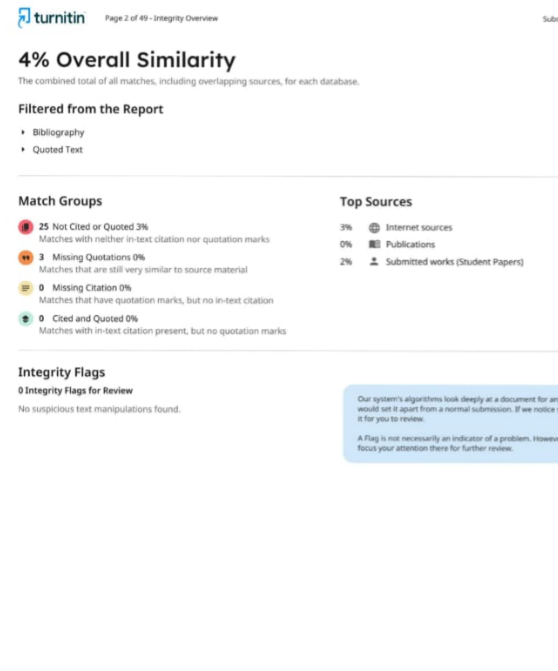 turnitin Page 2 of 49 - Integrity Overview
4% Overall Similarity
The combined total of all matches, including overlapping sources, for each database.
Filtered from the Report
Bibliography
Quoted Text
Match Groups
25 Not Cited or Quoted 3%
Matches with neither in-text citation nor quotation marks
3 Missing Quotations 0%
Matches that are still very similar to source material
0 Missing Citation 0%
Matches that have quotation marks, but no in-text citation
0 Cited and Quoted 0%
Matches with in-text citation present, but no quotation marks
Top Sources
3% Internet sources
0% Publications
2% Submitted works (Student Papers)
Integrity Flags
0 Integrity Flags for Review
No suspicious text manipulations found.
Our system's algorithms look deeply at a document for
would set it apart from a normal submission. If we notice
it for you to review.
A Flag is not necessarily an indicator of a problem.
focus your attention there for further review.